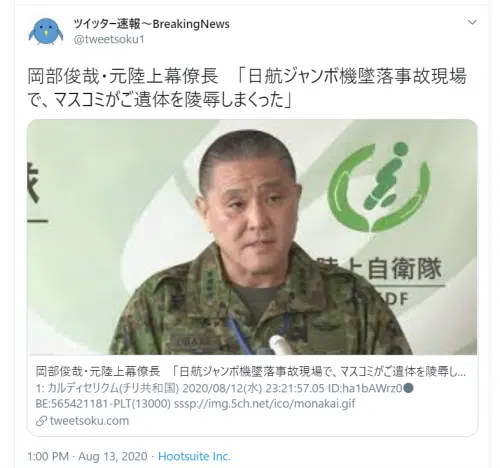 ツイッター速報～BreakingNews
@tweetsoku1
岡部俊哉・元陸上幕僚長　「日航ジャンボ機墜落事故現場
で、マスコミがご遺体を陵辱しまくった」
隊
陸上自衛隊
DF
岡部俊哉・元陸上幕僚長　「日航ジャンボ機墜落事故現場で、マスコミがご遺体を陵辱し...
1: カルディセリクム(チリ共和国) 2020/08/12(水) 23:21:57.05 ID:ha1bAWrz0●
BE:565421181-PLT(13000) sssp://img.5ch.net/ico/monakai.gif
tweetsoku.com
1:00 PM · Aug 13, 2020 · Hootsuite Inc.